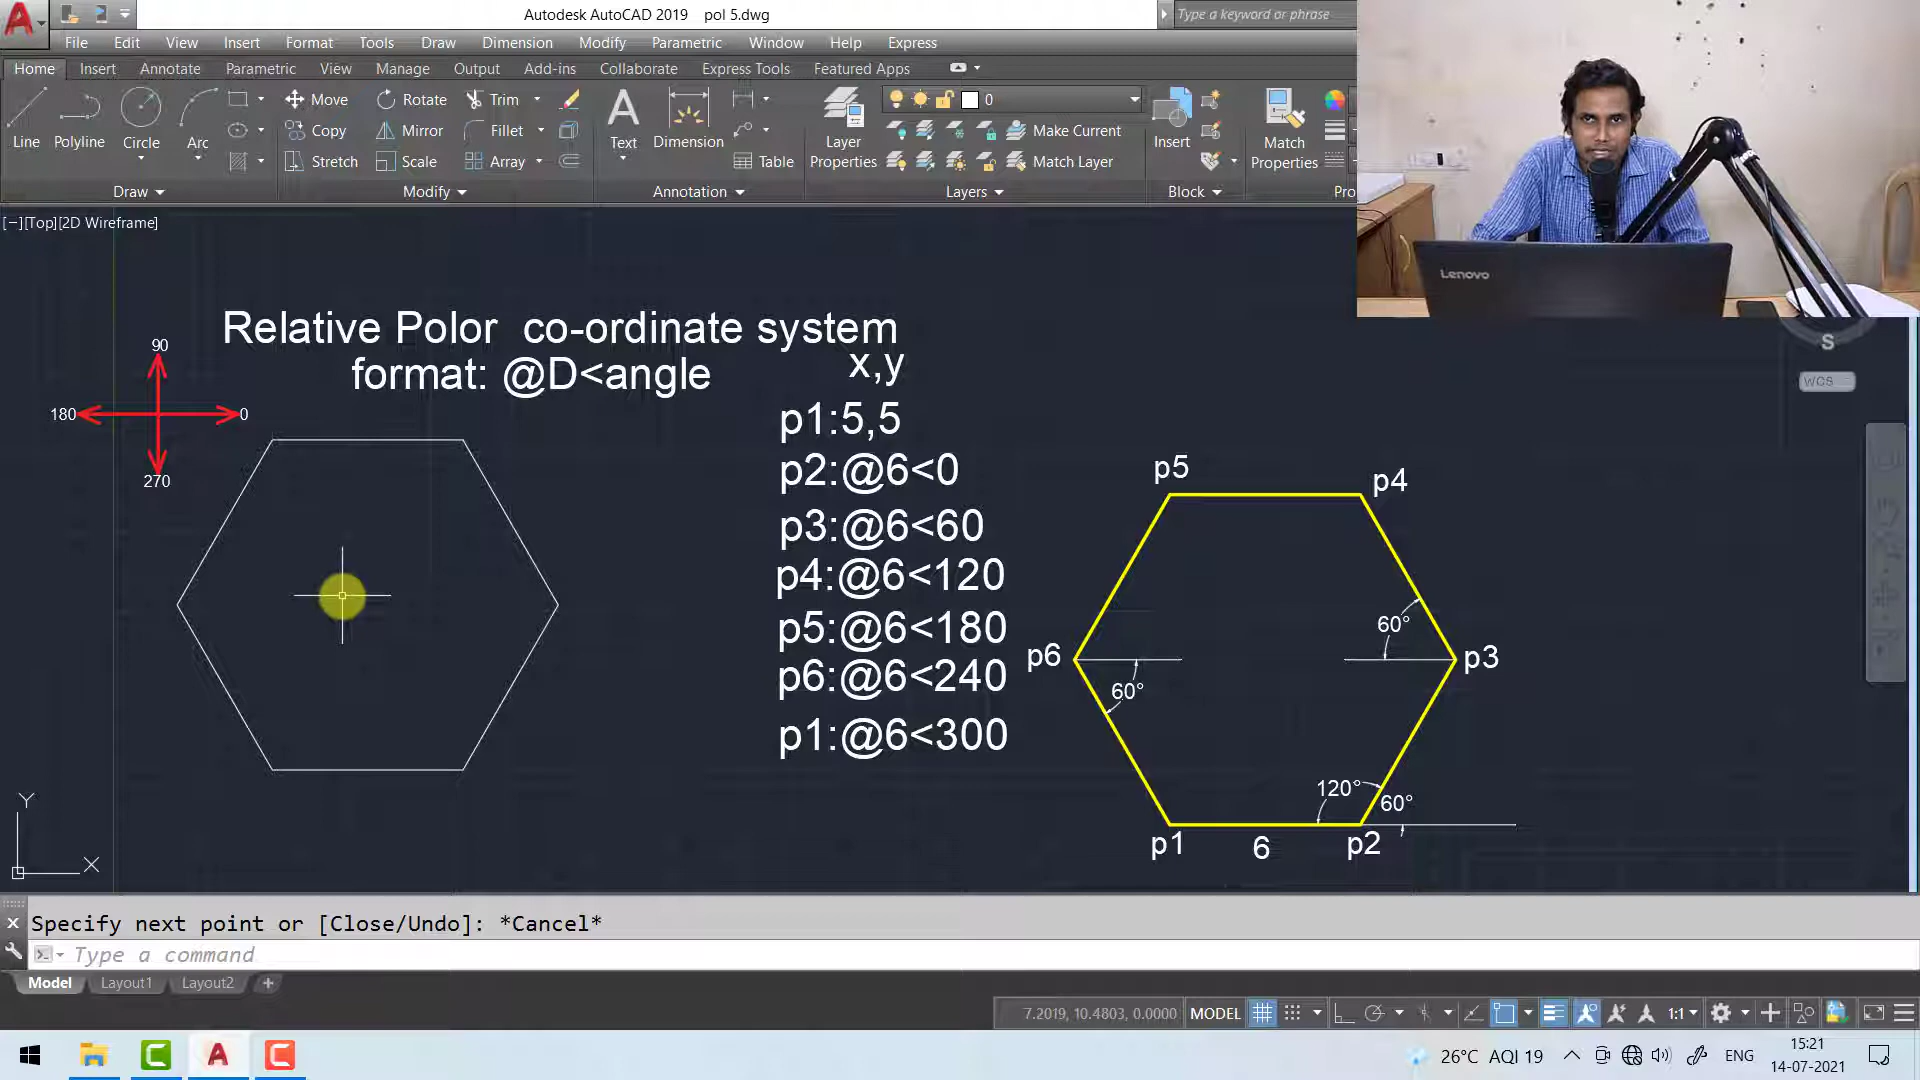 Autodesk AutoCAD 2019 pol 5.dwg
Type a keyword or phrase
File Edit View Insert Format Tools Draw Dimension Modify Parametric Window Help Express
Home Insert Annotate Parametric View Manage Output Add-ins Collaborate Express Tools Featured Apps
Line
Polyline
Circle
Arc
Move
Rotate
Trim
Copy
Mirror
Fillet
Stretch
Scale
Array
Text
Dimension
Table
Layer
Properties
0
Make Current
Match Layer
Insert
Match
Properties
Draw
Modify
Annotation
Layers
Block
Pro
[−][Top][2D Wireframe]
Lenovo
S
WCS
Relative Polor co-ordinate system
format: @D<angle
x,y
90
180
0
270
p1:5,5
p2:@6<0
p3:@6<60
p4:@6<120
p5:@6<180
p6:@6<240
p1:@6<300
p5
p4
60°
p6
p3
60°
120°
60°
p1
6
p2
Y
X
Specify next point or [Close/Undo]: *Cancel*
Type a command
Model Layout1 Layout2 +
7.2019, 10.4803, 0.0000 MODEL 1:1
26°C AQI 19 ENG
15:21
14-07-2021